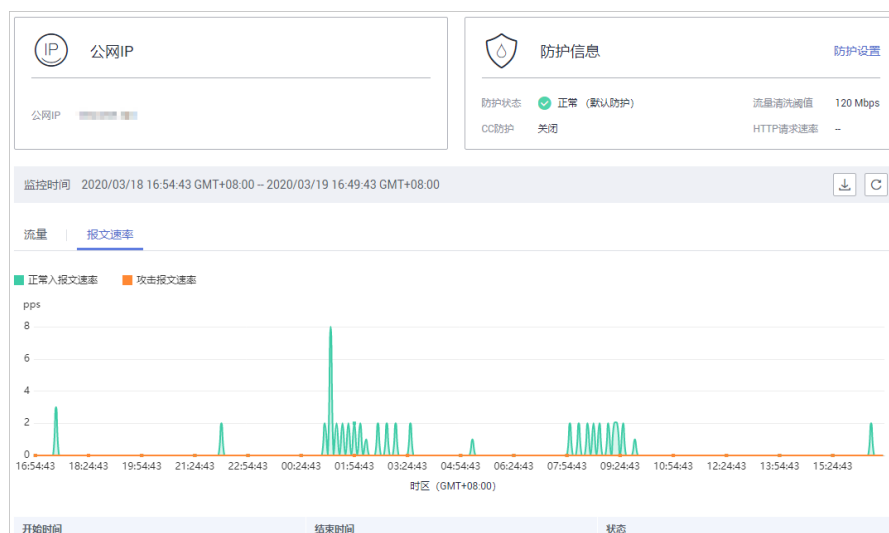 IP 公网IP
公网IP
防护信息 防护设置
防护状态 正常 (默认防护) 流量清洗阈值 120 Mbps
CC防护 关闭 HTTP请求速率 --
监控时间 2020/03/18 16:54:43 GMT+08:00 -- 2020/03/19 16:49:43 GMT+08:00
流量 报文速率
正常入报文速率 攻击报文速率
pps
8
6
4
2
0
16:54:43 18:24:43 19:54:43 21:24:43 22:54:43 00:24:43 01:54:43 03:24:43 04:54:43 06:24:43 07:54:43 09:24:43 10:54:43 12:24:43 13:54:43 15:24:43
时区 (GMT+08:00)
开始时间 结束时间 状态